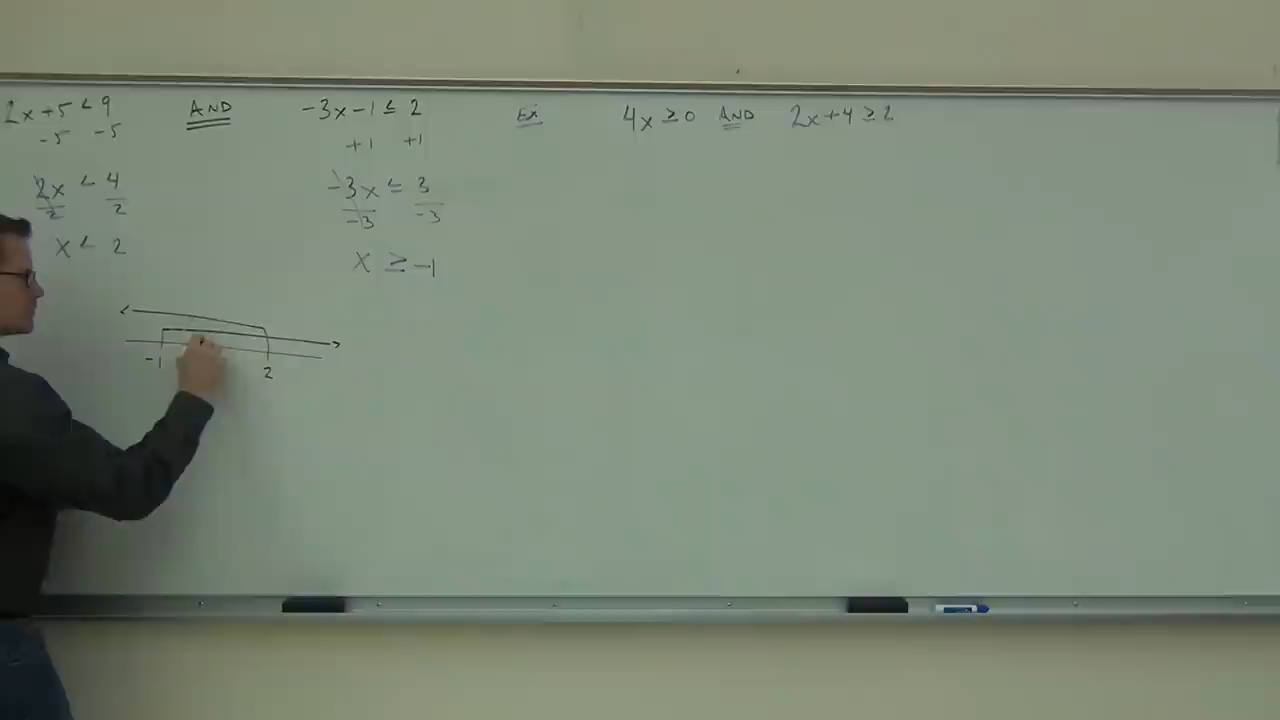 2x+5<9 AND -3x-1≤2
-5 -5 +1 +1
2x < 4 -3x ≤ 3
2 2 -3 -3
x < 2 x ≥ -1
-1 2
Ex 4x≥0 AND 2x+4≥2